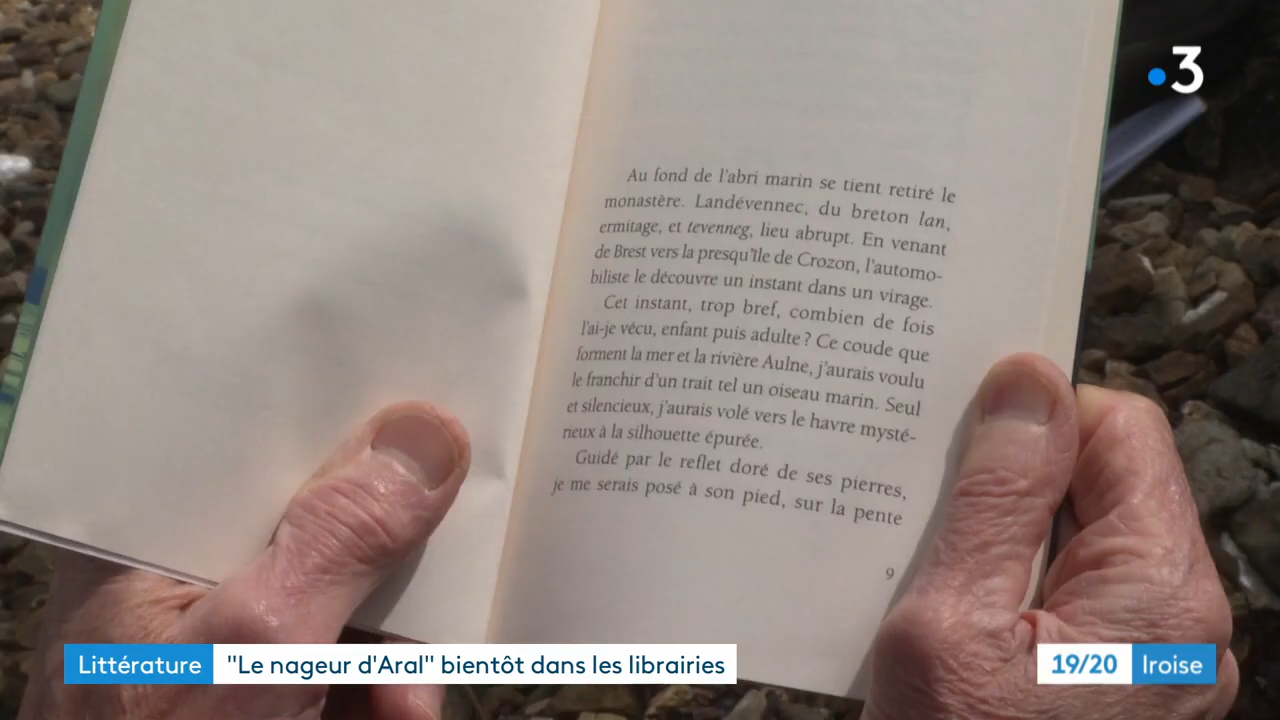 3
Au fond de l'abri marin se tient retiré le
monastère. Landévennec, du breton lan,
ermitage, et tevenneg, lieu abrupt. En venant
de Brest vers la presqu'île de Crozon, l'automo-
biliste le découvre un instant dans un virage.
Cet instant, trop bref, combien de fois
l'ai-je vécu, enfant puis adulte ? Ce coude que
forment la mer et la rivière Aulne, j'aurais voulu
le franchir d'un trait tel un oiseau marin. Seul
et silencieux, j'aurais volé vers le havre mysté-
rieux à la silhouette épurée.
Guidé par le reflet doré de ses pierres,
je me serais posé à son pied, sur la pente
9
Littérature "Le nageur d'Aral" bientôt dans les librairies
19/20 Iroise